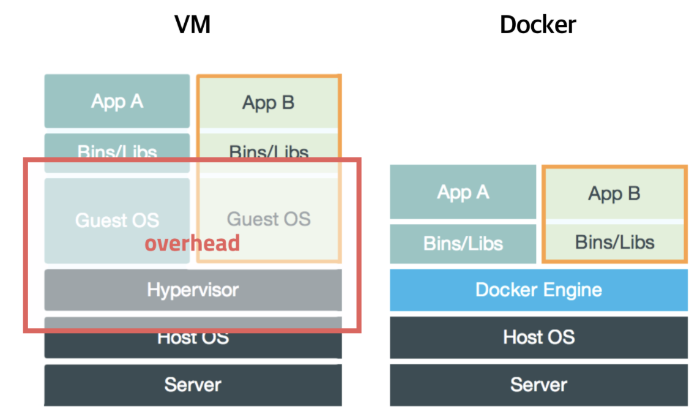 VM
App A
App B
Bins/Libs
Bins/Libs
Guest OS
Guest OS
overhead
Hypervisor
Host OS
Server
Docker
App A
App B
Bins/Libs
Bins/Libs
Docker Engine
Host OS
Server